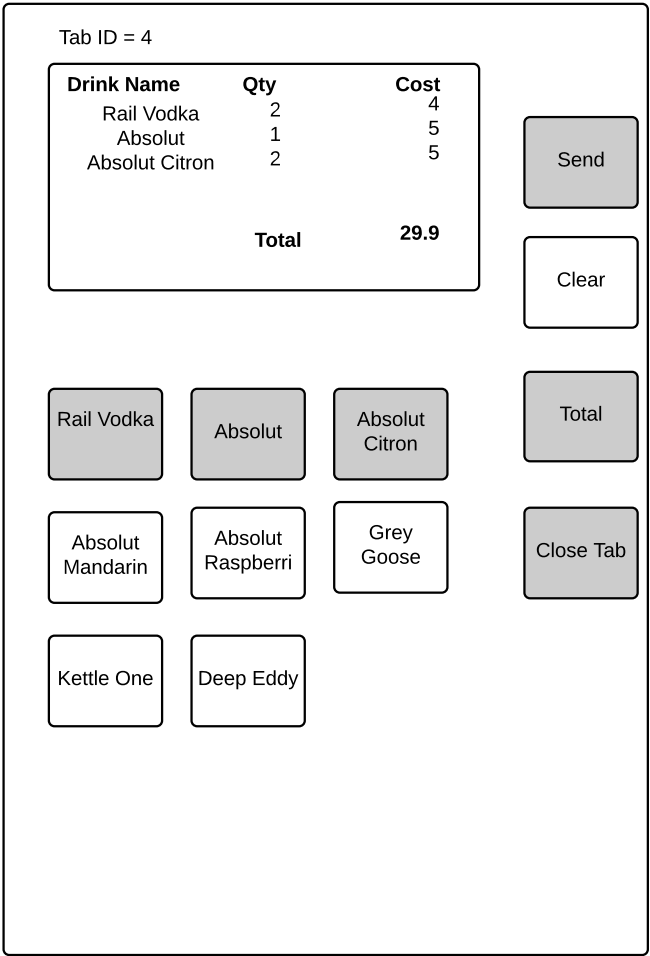 Tab ID = 4
Drink Name Qty Cost
Rail Vodka 2 4
Absolut 1 5
Absolut Citron 2 5
Total 29.9
Send
Clear
Rail Vodka
Absolut
Absolut
Citron
Total
Absolut
Mandarin
Absolut
Raspberri
Grey
Goose
Close Tab
Kettle One
Deep Eddy